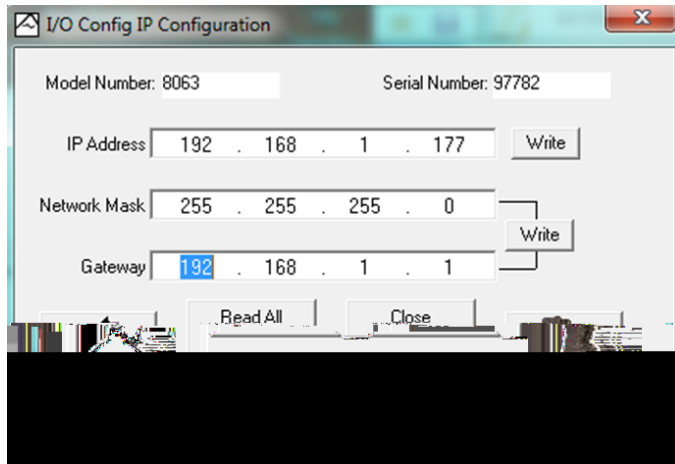 I/O Config IP Configuration
Model Number: 8063 Serial Number: 97782
IP Address 192 . 168 . 1 . 177 Write
Network Mask 255 . 255 . 255 . 0
Write
Gateway 192 . 168 . 1 . 1
Read All Close